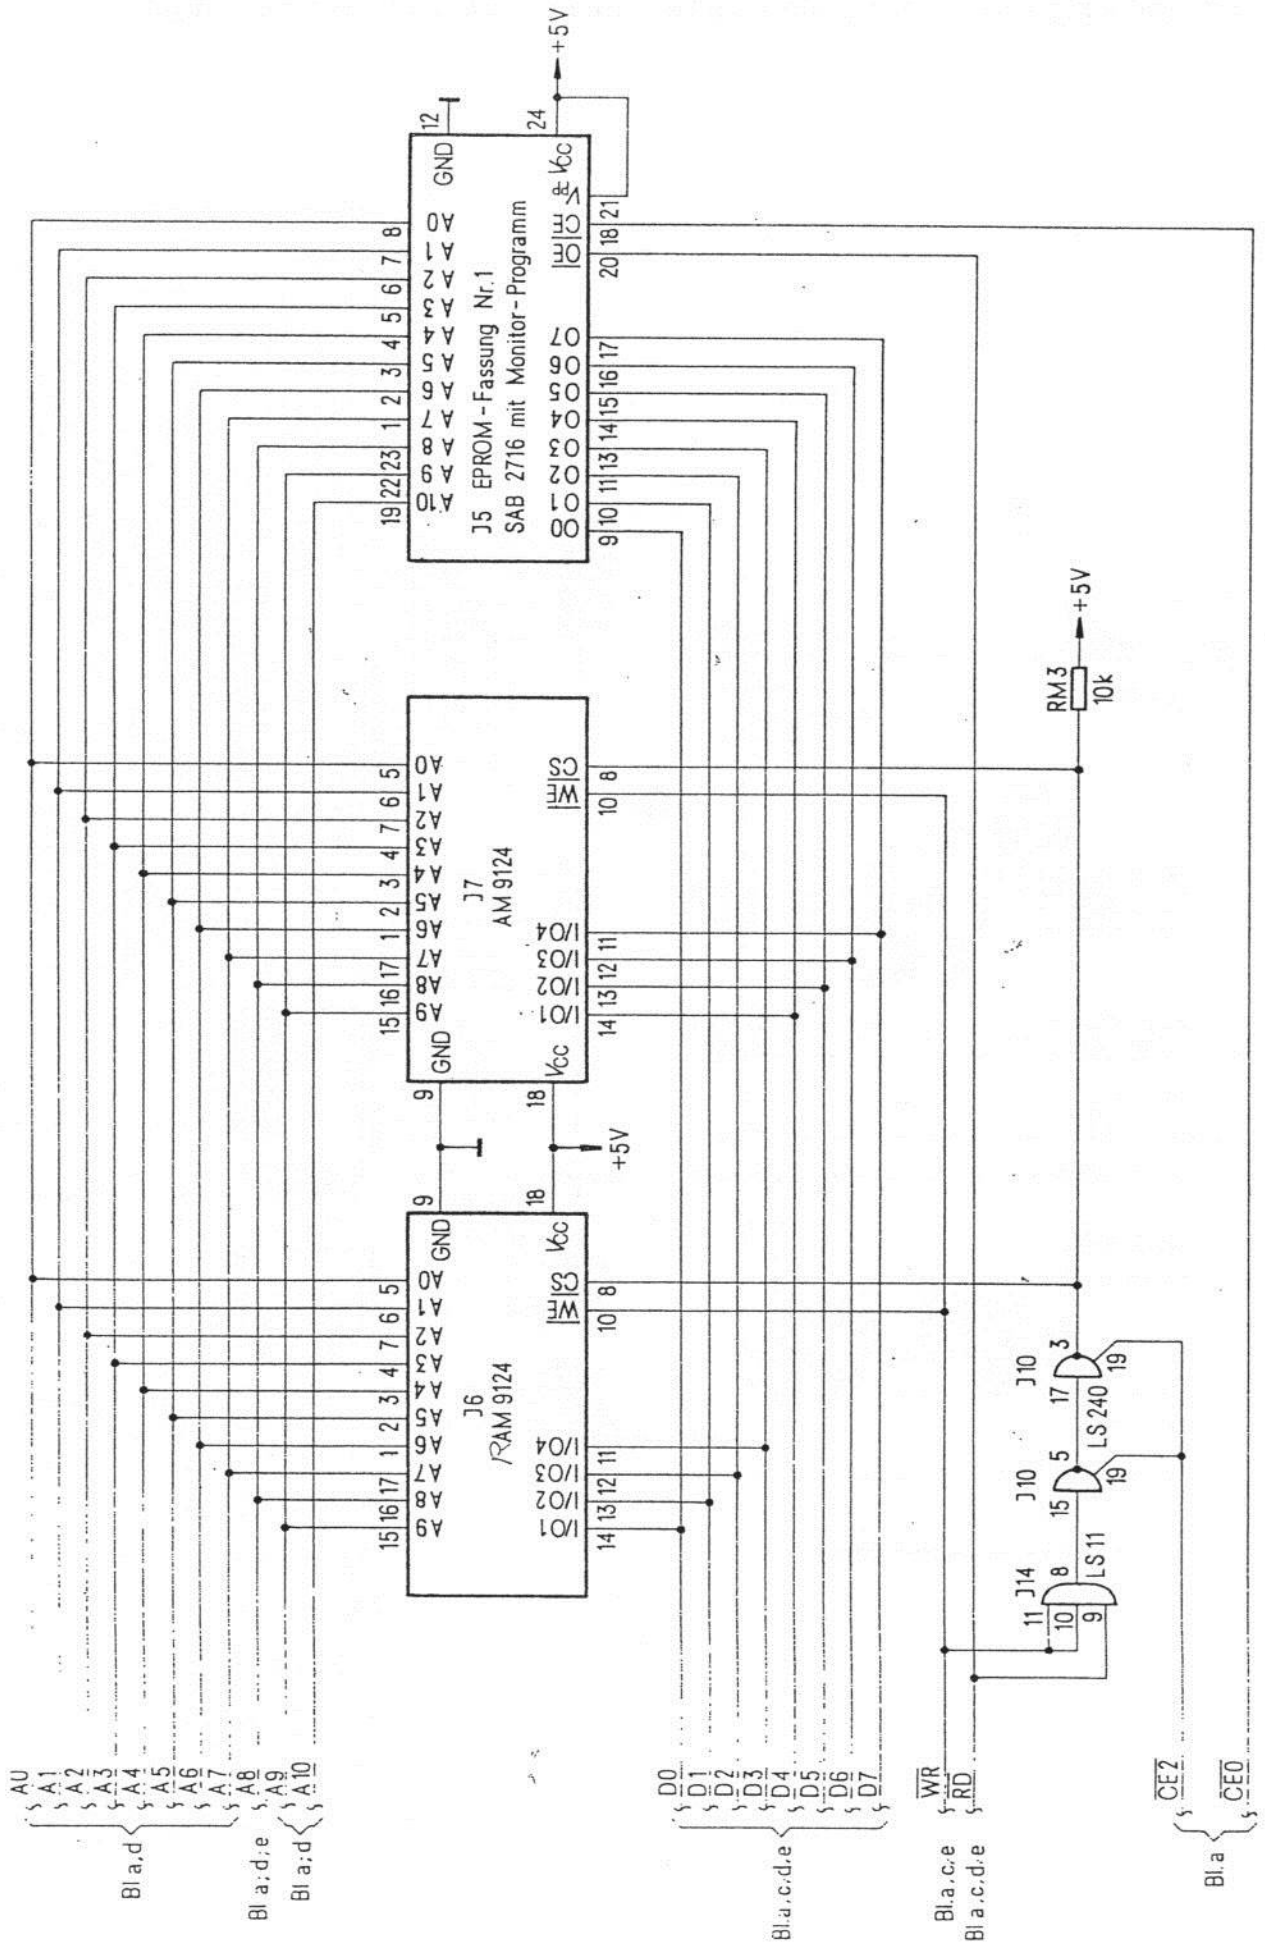 A0
A1
A2
A3
A4
A5
A6
A7
A8
A9
A10
Bl a,d
Bl a;d;e
Bl a;d
D0
D1
D2
D3
D4
D5
D6
D7
Bl.a,c,d,e
WR
RD
Bl.a,c,e
Bl a,c,d,e
CE2
CE0
Bl.a
15 16 17 1 2 3 4 7 6 5
A9 A8 A7 A6 A5 A4 A3 A2 A1 A0
GND
9
J6
RAM 9124
I/O1 I/O2 I/O3 I/O4 WE CS VCC
14 13 12 11 10 8 18
+5V
15 16 17 1 2 3 4 7 6 5
A9 A8 A7 A6 A5 A4 A3 A2 A1 A0
9
GND
J7
AM 9124
VCC I/O1 I/O2 I/O3 I/O4 WE CS
18 14 13 12 11 10 8
19 22 23 1 2 3 4 5 6 7 8 12
A10 A9 A8 A7 A6 A5 A4 A3 A2 A1 A0 GND
J5 EPROM-Fassung Nr.1
SAB 2716 mit Monitor-Programm
O0 O1 O2 O3 O4 O5 O6 O7 OE CE VPP VCC
9 10 11 13 14 15 16 17 20 18 21 24
+5V
J14
11
10
9
8
LS 11
J10
15
5
19
LS 240
J10
17
3
19
RM 3
10k
+5V